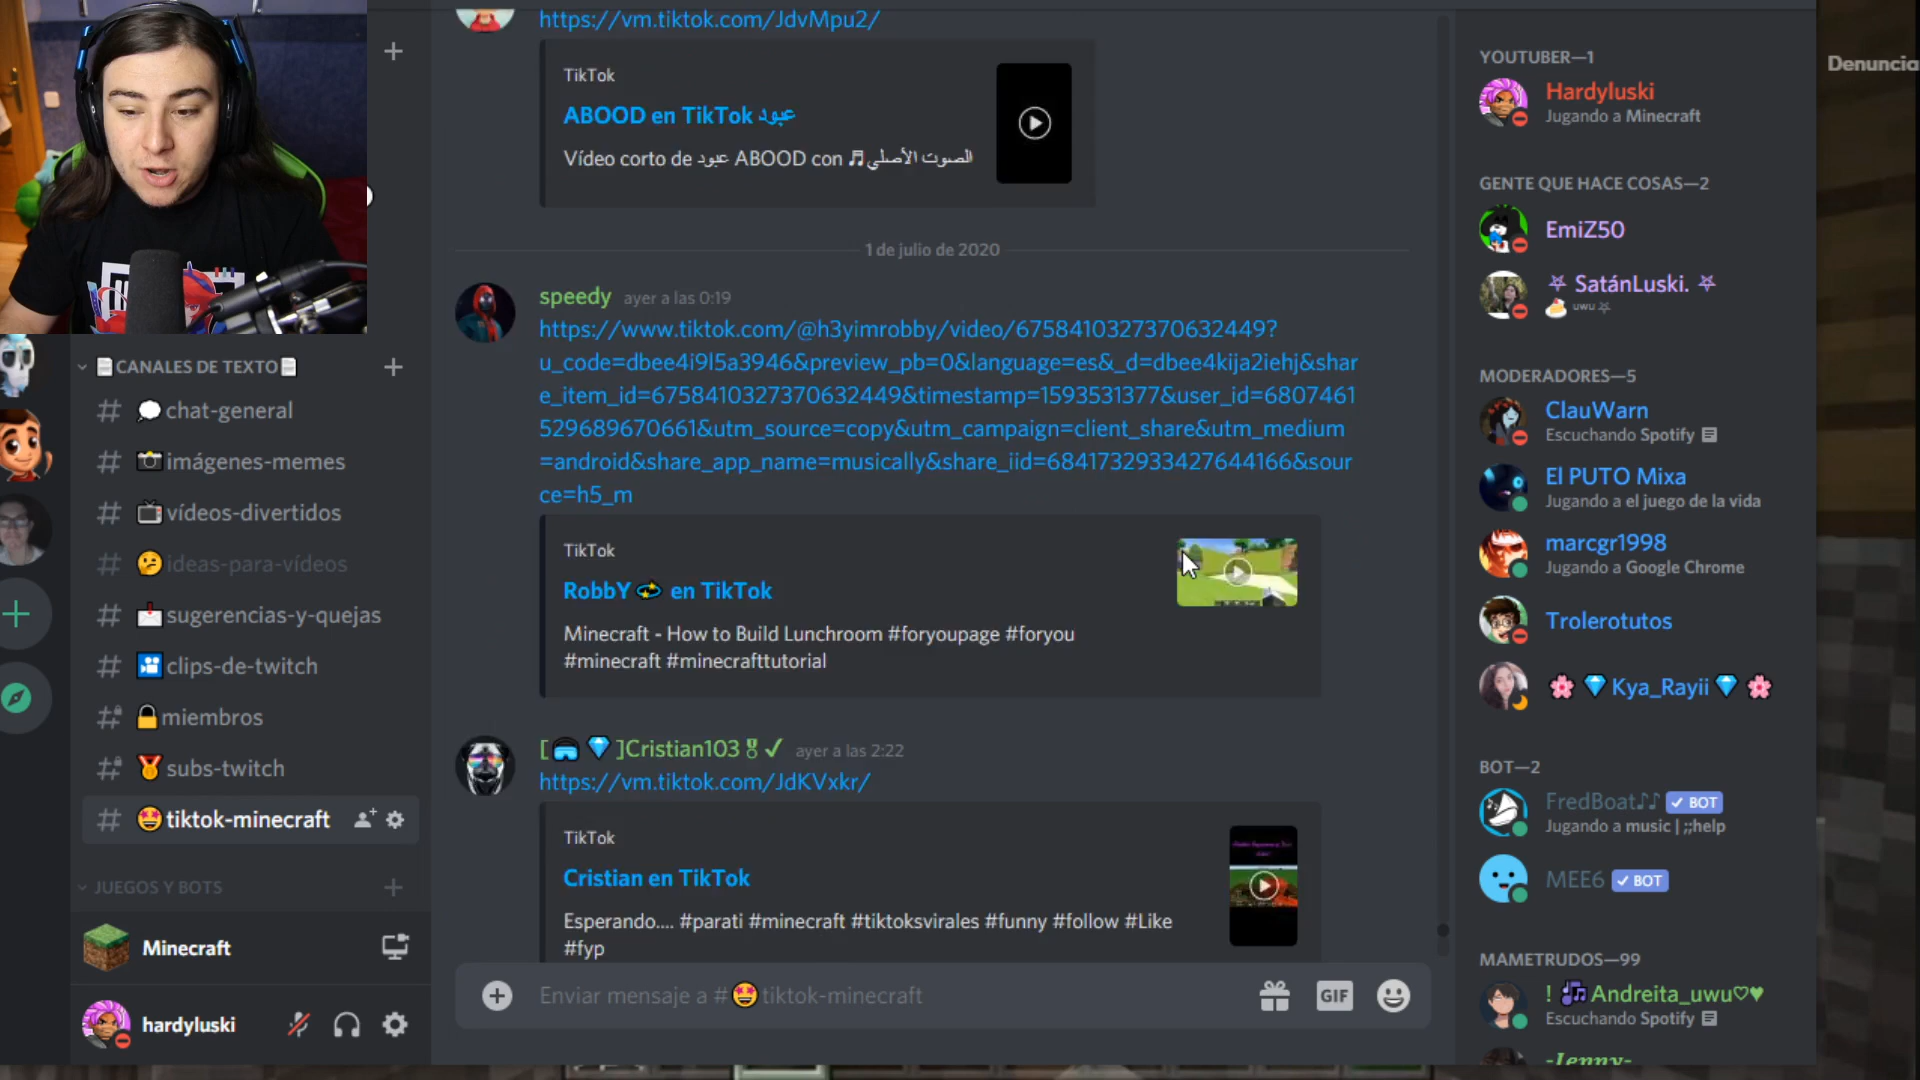 https://vm.tiktok.com/JdvMpu2/
TikTok
ABOOD en TikTok عبود
Vídeo corto de عبود ABOOD con ♬الصوت الأصلي
1 de julio de 2020
speedy ayer a las 0:19
https://www.tiktok.com/@h3yimrobby/video/6758410327370632449?
u_code=dbee4i9l5a3946&preview_pb=0&language=es&_d=dbee4kija2iehj&shar
e_item_id=6758410327370632449&timestamp=1593531377&user_id=6807461
529689670661&utm_source=copy&utm_campaign=client_share&utm_medium
=android&share_app_name=musically&share_iid=6841732933427644166&sour
ce=h5_m
TikTok
RobbY💫 en TikTok
Minecraft - How to Build Lunchroom #foryoupage #foryou
#minecraft #minecrafttutorial
[🥽💎]Cristian103🎖✓ ayer a las 2:22
https://vm.tiktok.com/JdKVxkr/
TikTok
Cristian en TikTok
Esperando.... #parati #minecraft #tiktoksvirales #funny #follow #Like
#fyp
Enviar mensaje a #🤩tiktok-minecraft
GIF
📄CANALES DE TEXTO📄
# 💭chat-general
# 📷imágenes-memes
# 📺vídeos-divertidos
# 🤔ideas-para-vídeos
# 📩sugerencias-y-quejas
# 🎦clips-de-twitch
# 🔒miembros
# 🏅subs-twitch
# 🤩tiktok-minecraft
JUEGOS Y BOTS
Minecraft
hardyluski
YOUTUBER—1
Hardyluski
Jugando a Minecraft
GENTE QUE HACE COSAS—2
EmiZ50
⛧ SatánLuski. ⛧
uwu ⛧
MODERADORES—5
ClauWarn
Escuchando Spotify
El PUTO Mixa
Jugando a el juego de la vida
marcgr1998
Jugando a Google Chrome
Trolerotutos
🌸💎Kya_Rayii💎🌸
BOT—2
FredBoat♪♪ ✓ BOT
Jugando a music | ;;help
MEE6 ✓ BOT
MAMETRUDOS—99
! 🎶Andreita_uwu♡♥
Escuchando Spotify
-Jenny-
Denuncia